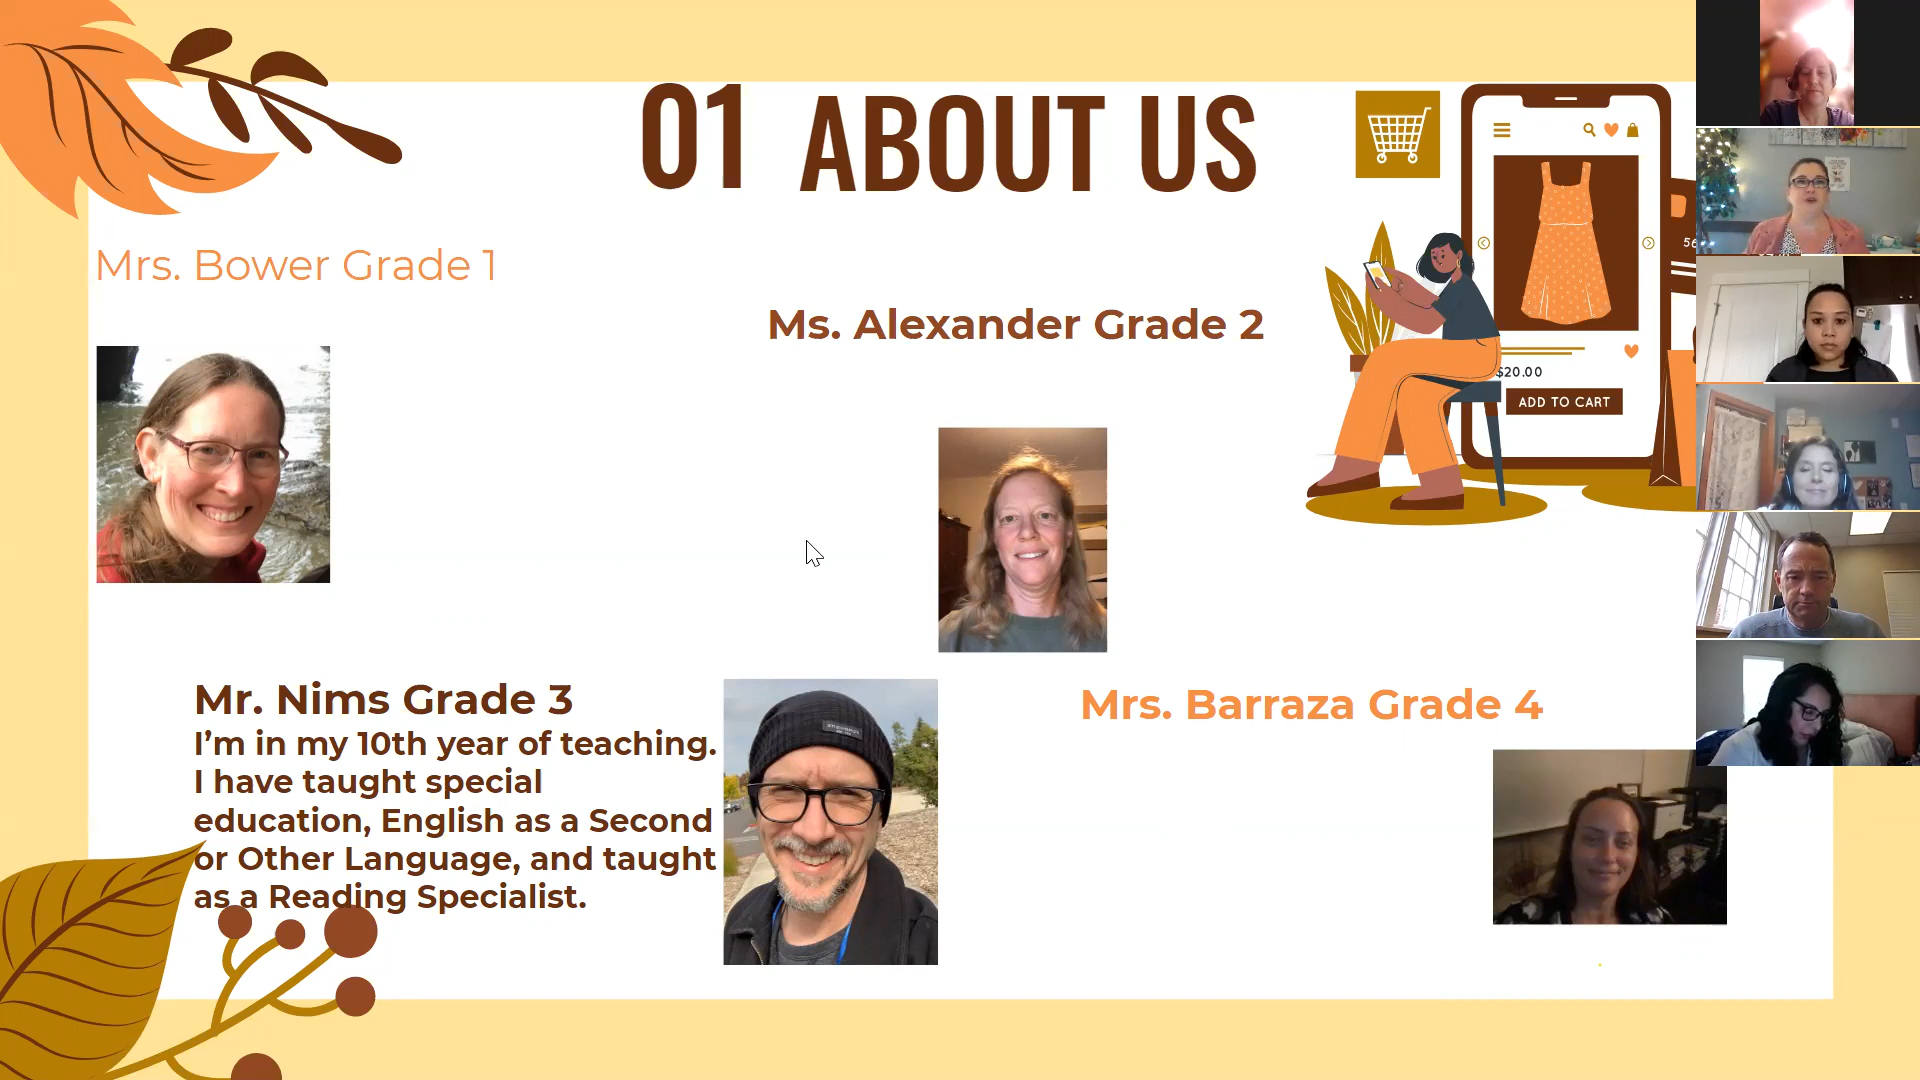 01 ABOUT US
Mrs. Bower Grade 1
Ms. Alexander Grade 2
56
$20.00
ADD TO CART
Mr. Nims Grade 3
I’m in my 10th year of teaching.
I have taught special
education, English as a Second
or Other Language, and taught
as a Reading Specialist.
Mrs. Barraza Grade 4